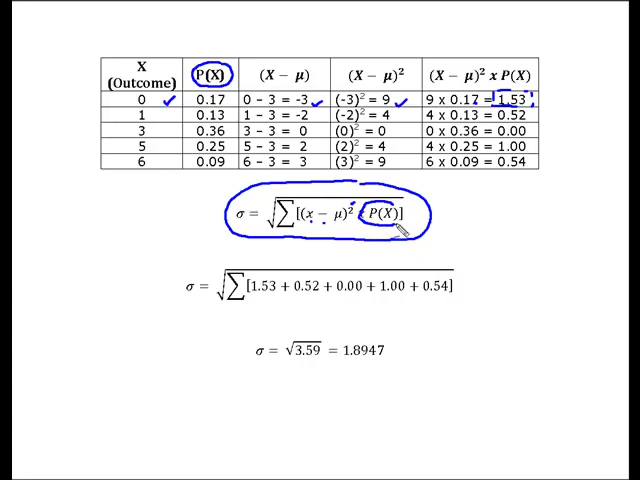 X (Outcome) P(X) (X − μ) (X − μ)² (X − μ)² x P(X)
0 0.17 0 – 3 = -3 (-3)² = 9 9 x 0.17 = 1.53
1 0.13 1 – 3 = -2 (-2)² = 4 4 x 0.13 = 0.52
3 0.36 3 – 3 = 0 (0)² = 0 0 x 0.36 = 0.00
5 0.25 5 – 3 = 2 (2)² = 4 4 x 0.25 = 1.00
6 0.09 6 – 3 = 3 (3)² = 9 6 x 0.09 = 0.54
σ = √∑[(x − μ)² · P(X)]
σ = √∑[1.53 + 0.52 + 0.00 + 1.00 + 0.54]
σ = √3.59 = 1.8947